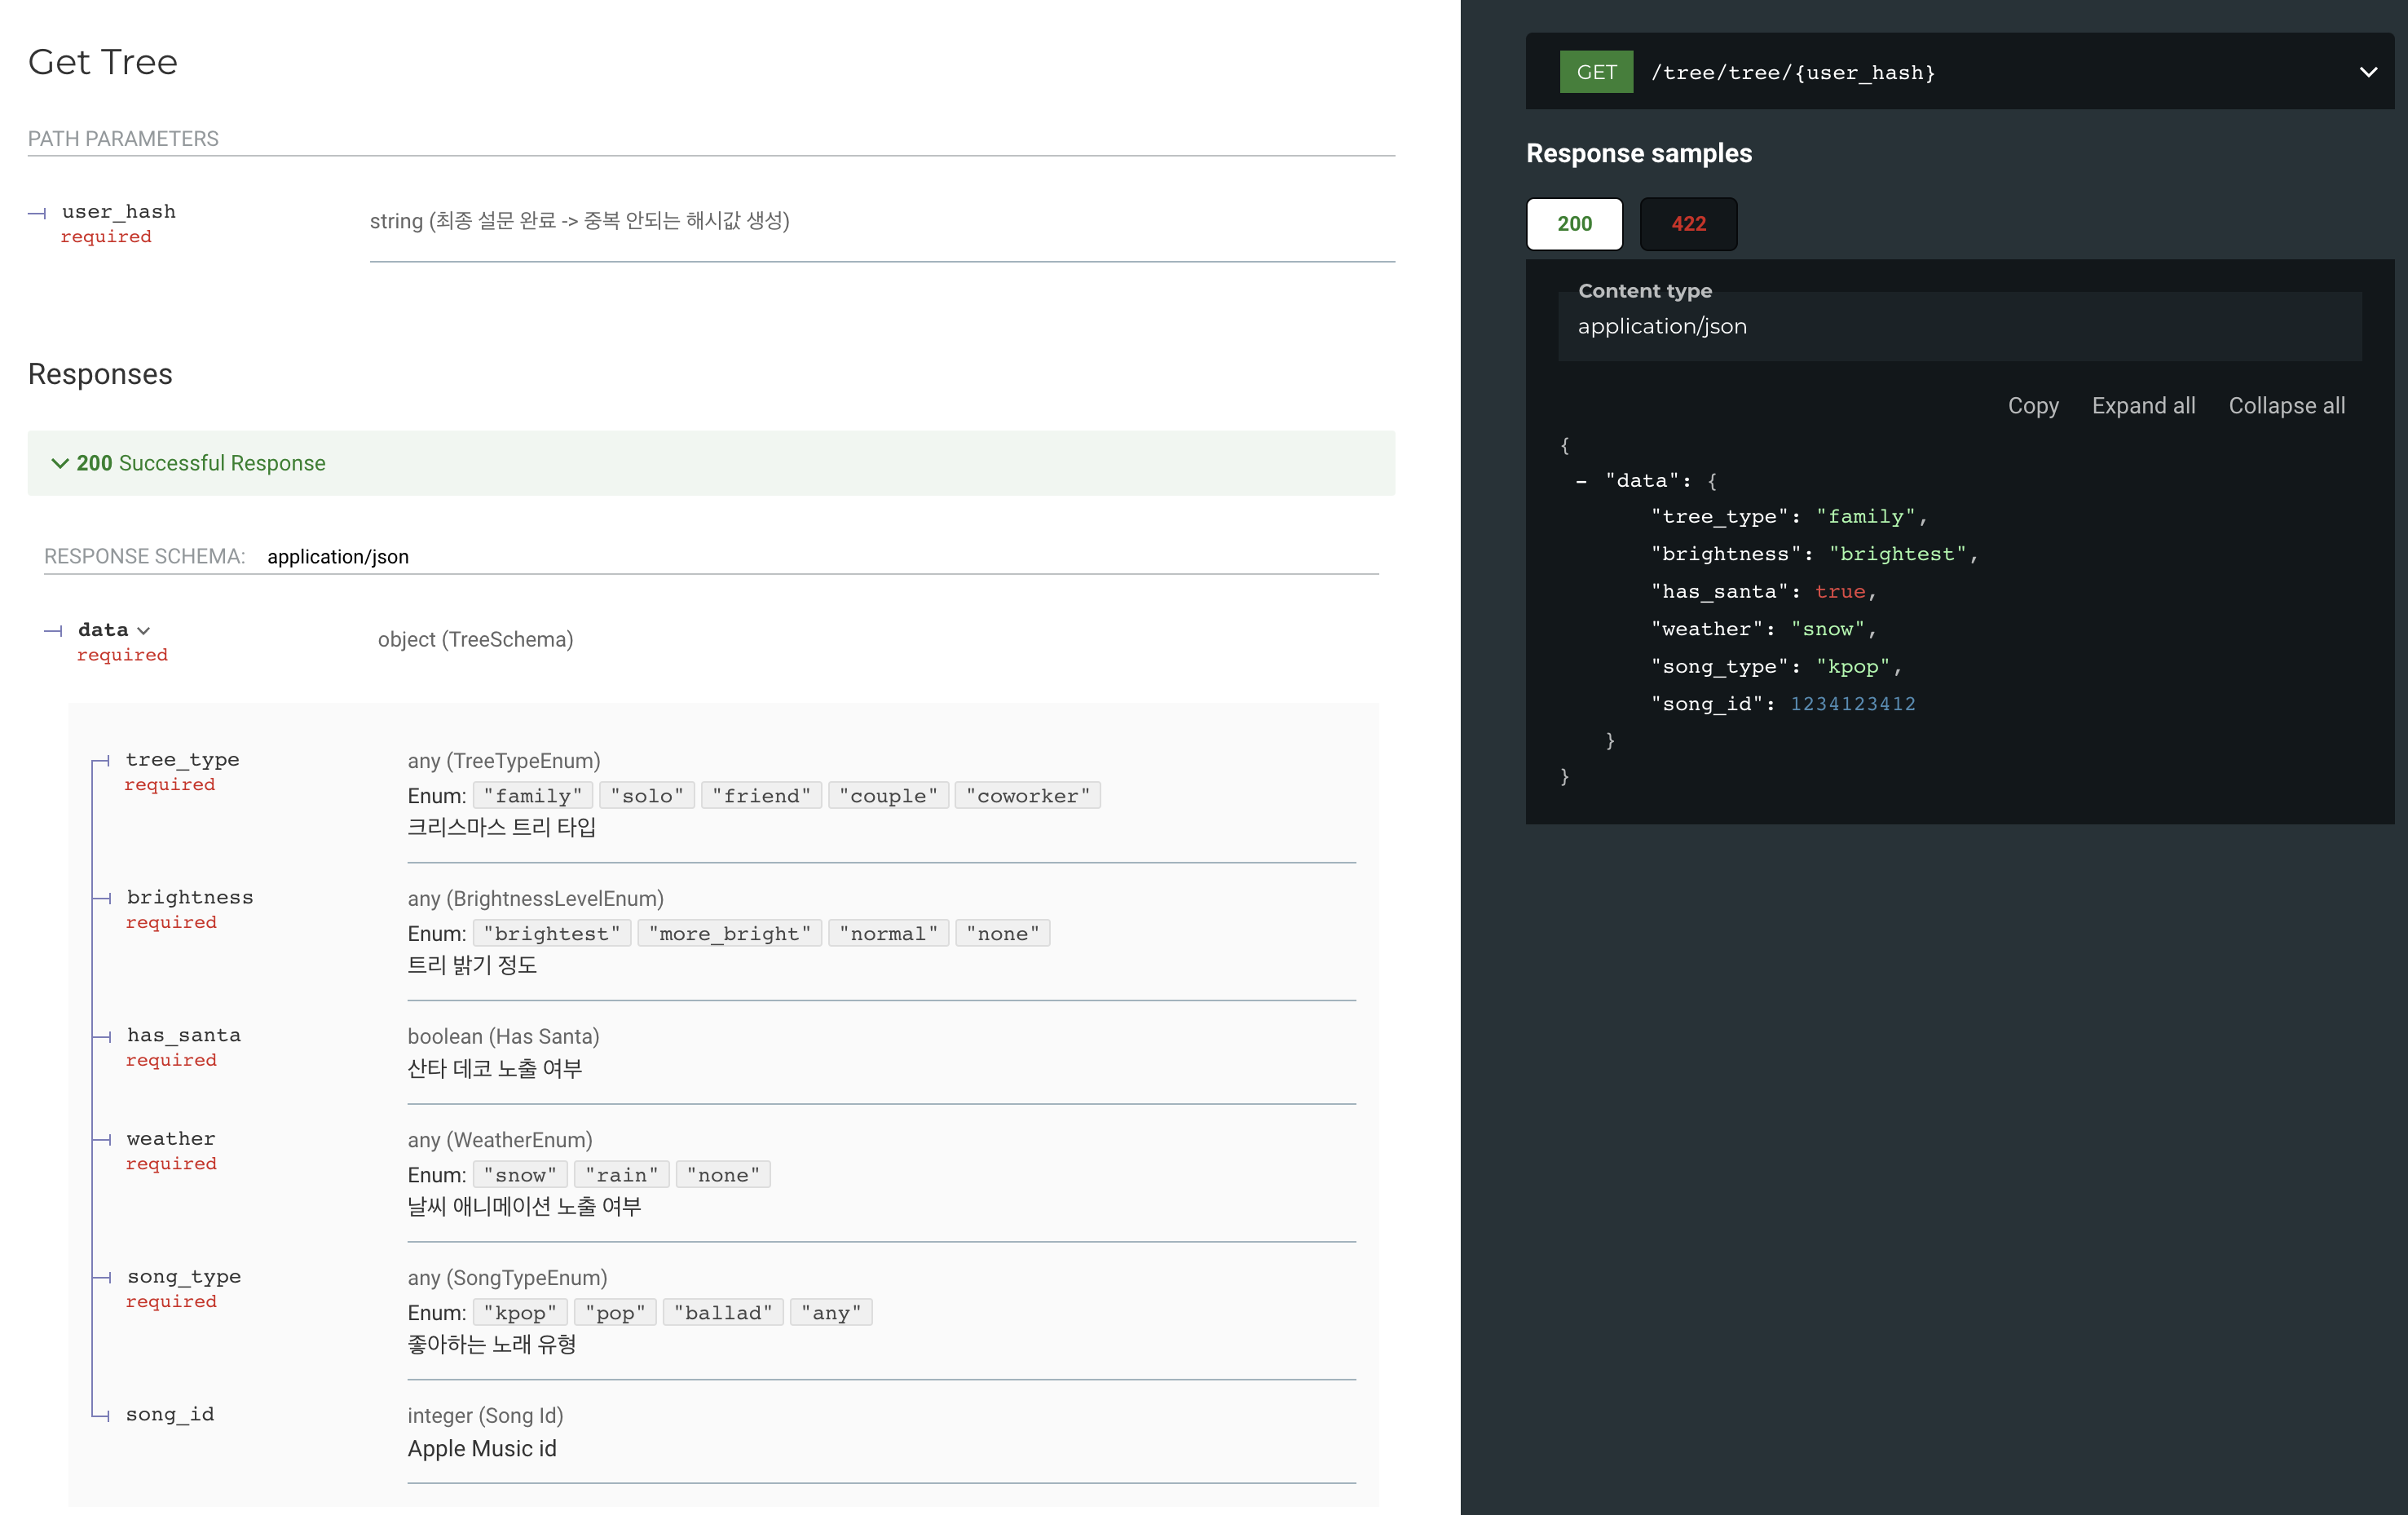 Get Tree
PATH PARAMETERS
user_hash
required
string (최종 설문 완료 -> 중복 안되는 해시값 생성)
Responses
200 Successful Response
RESPONSE SCHEMA: application/json
data
required
object (TreeSchema)
tree_type
required
any (TreeTypeEnum)
Enum: "family" "solo" "friend" "couple" "coworker"
크리스마스 트리 타입
brightness
required
any (BrightnessLevelEnum)
Enum: "brightest" "more_bright" "normal" "none"
트리 밝기 정도
has_santa
required
boolean (Has Santa)
산타 데코 노출 여부
weather
required
any (WeatherEnum)
Enum: "snow" "rain" "none"
날씨 애니메이션 노출 여부
song_type
required
any (SongTypeEnum)
Enum: "kpop" "pop" "ballad" "any"
좋아하는 노래 유형
song_id
integer (Song Id)
Apple Music id
GET /tree/tree/{user_hash}
Response samples
200 422
Content type
application/json
Copy Expand all Collapse all
{
- "data": {
"tree_type": "family",
"brightness": "brightest",
"has_santa": true,
"weather": "snow",
"song_type": "kpop",
"song_id": 1234123412
}
}